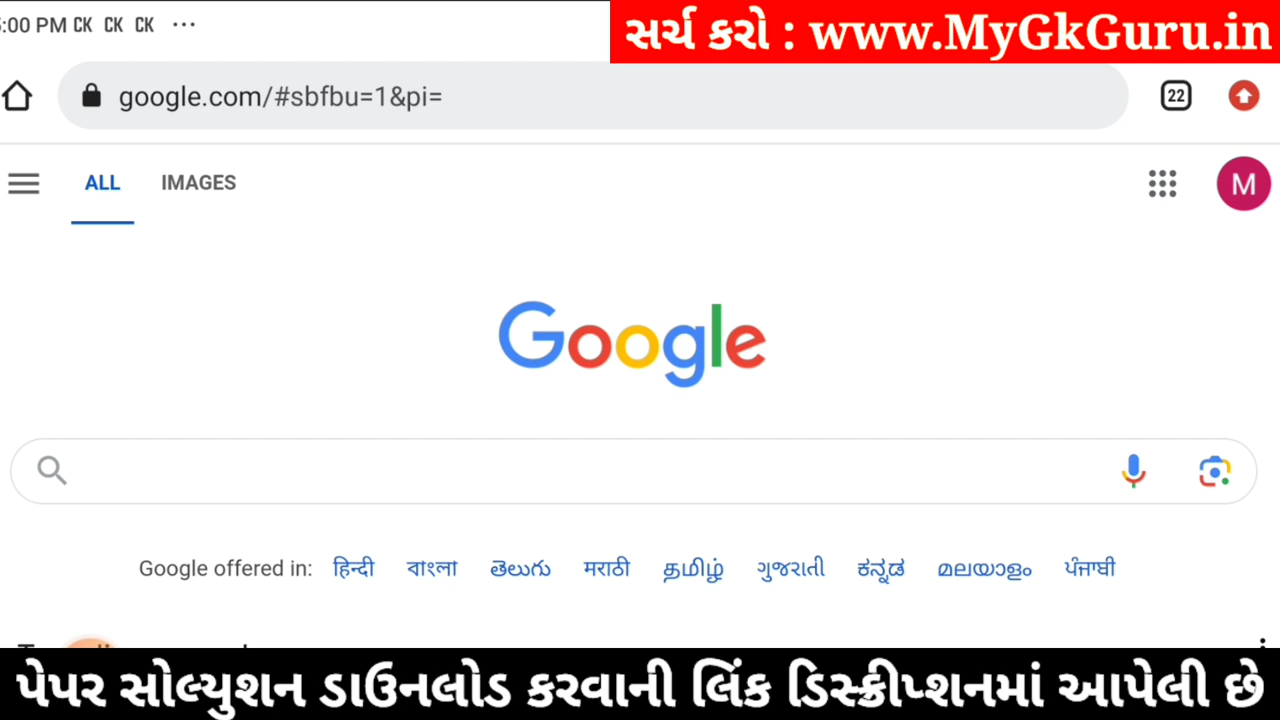 5:00 PM CK CK CK ...
સર્ચ કરો : www.MyGkGuru.in
google.com/#sbfbu=1&pi=
22
ALL IMAGES
M
Google
Google offered in: हिन्दी বাংলা తెలుగు मराठी தமிழ் ગુજરાતી ಕನ್ನಡ മലയാളം ਪੰਜਾਬੀ
પેપર સોલ્યુશન ડાઉનલોડ કરવાની લિંક ડિસ્ક્રીપ્શનમાં આપેલી છે